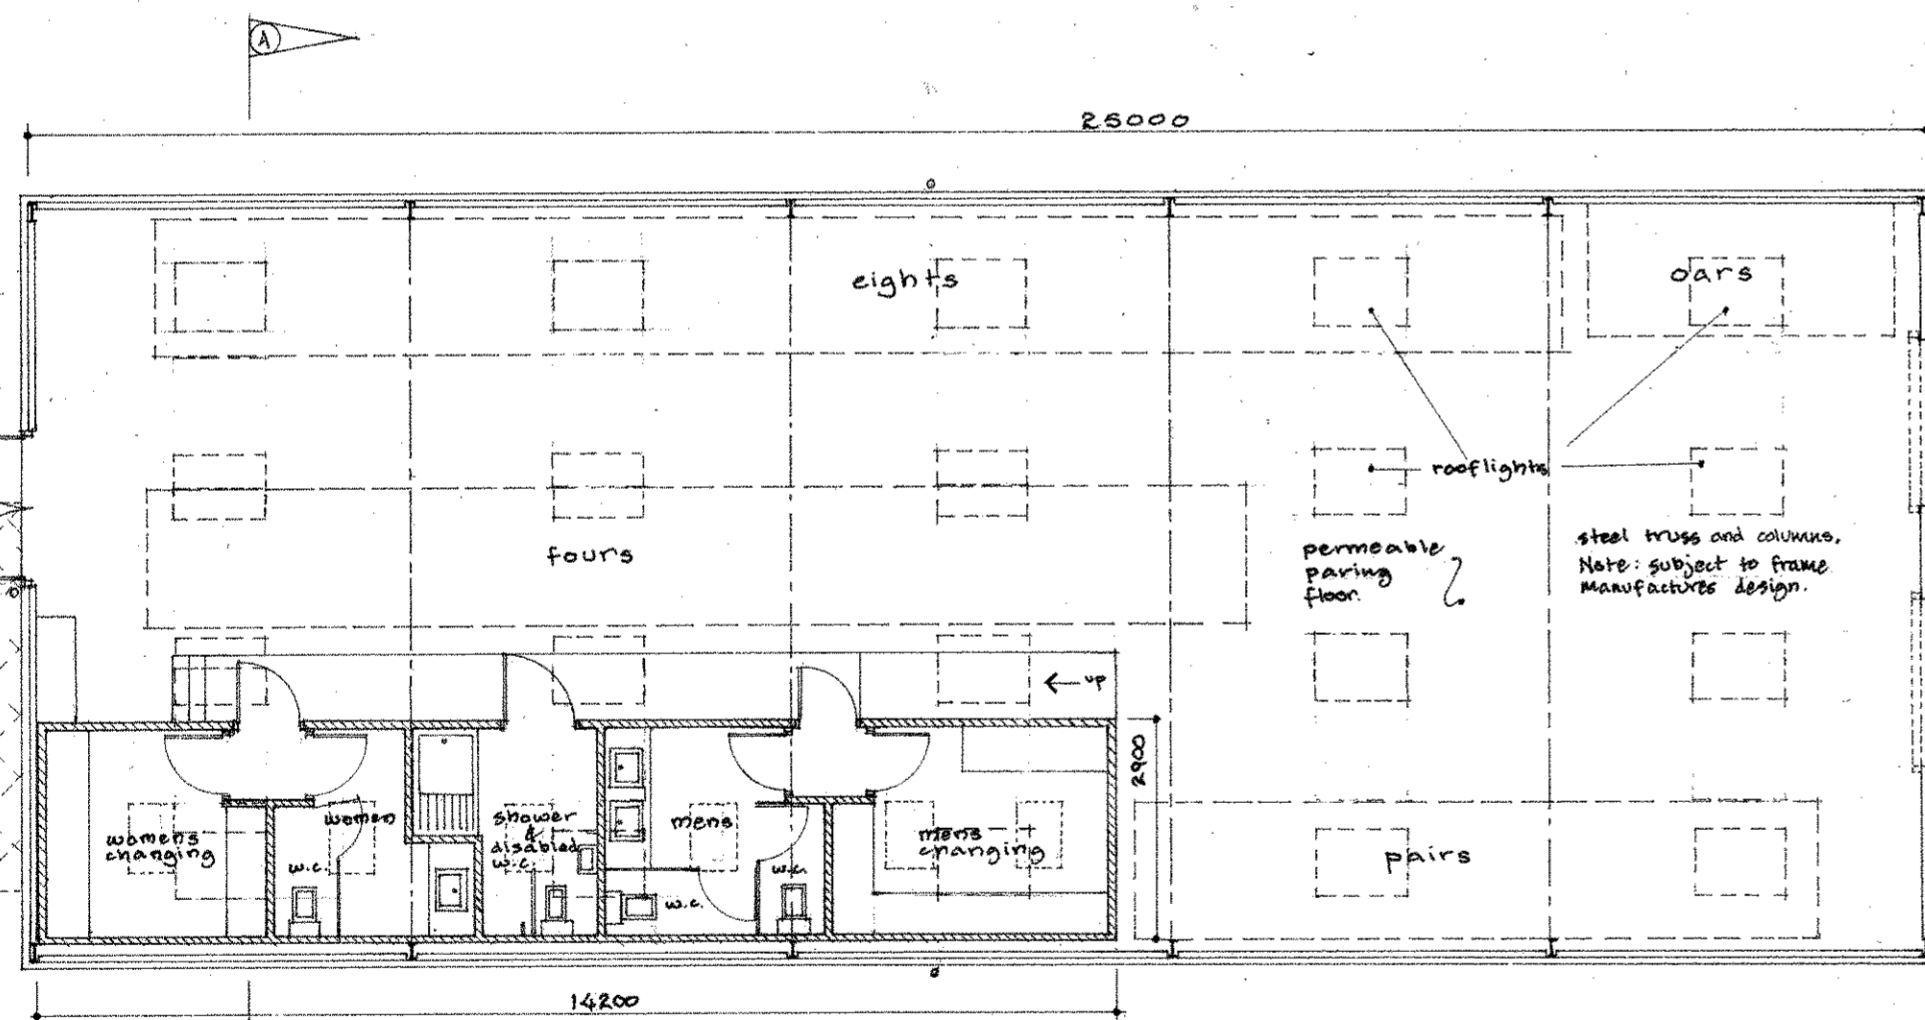 A
25000
eights
oars
rooflights
fours
permeable
paving
floor.
steel truss and columns.
Note: subject to frame
manufactures design.
up
2900
womens
changing
women
w.c.
shower
&
disabled
w.c.
mens
w.c.
w.c.
mens
changing
pairs
14200